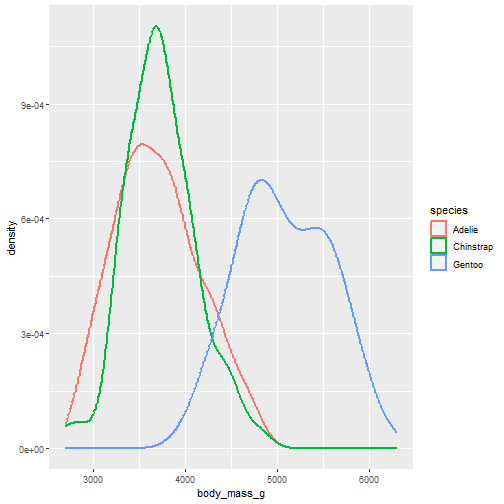 9e-04
6e-04
3e-04
0e+00
density
3000
4000
5000
6000
body_mass_g
species
Adelie
Chinstrap
Gentoo